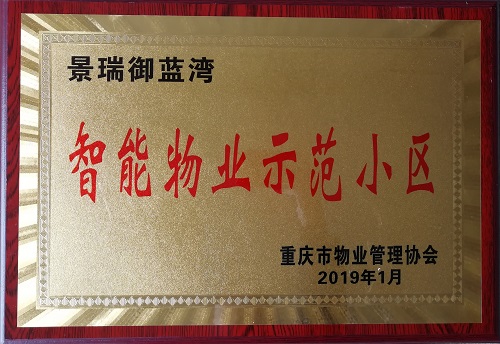 景瑞御蓝湾
智能物业示范小区
重庆市物业管理协会
2019年1月